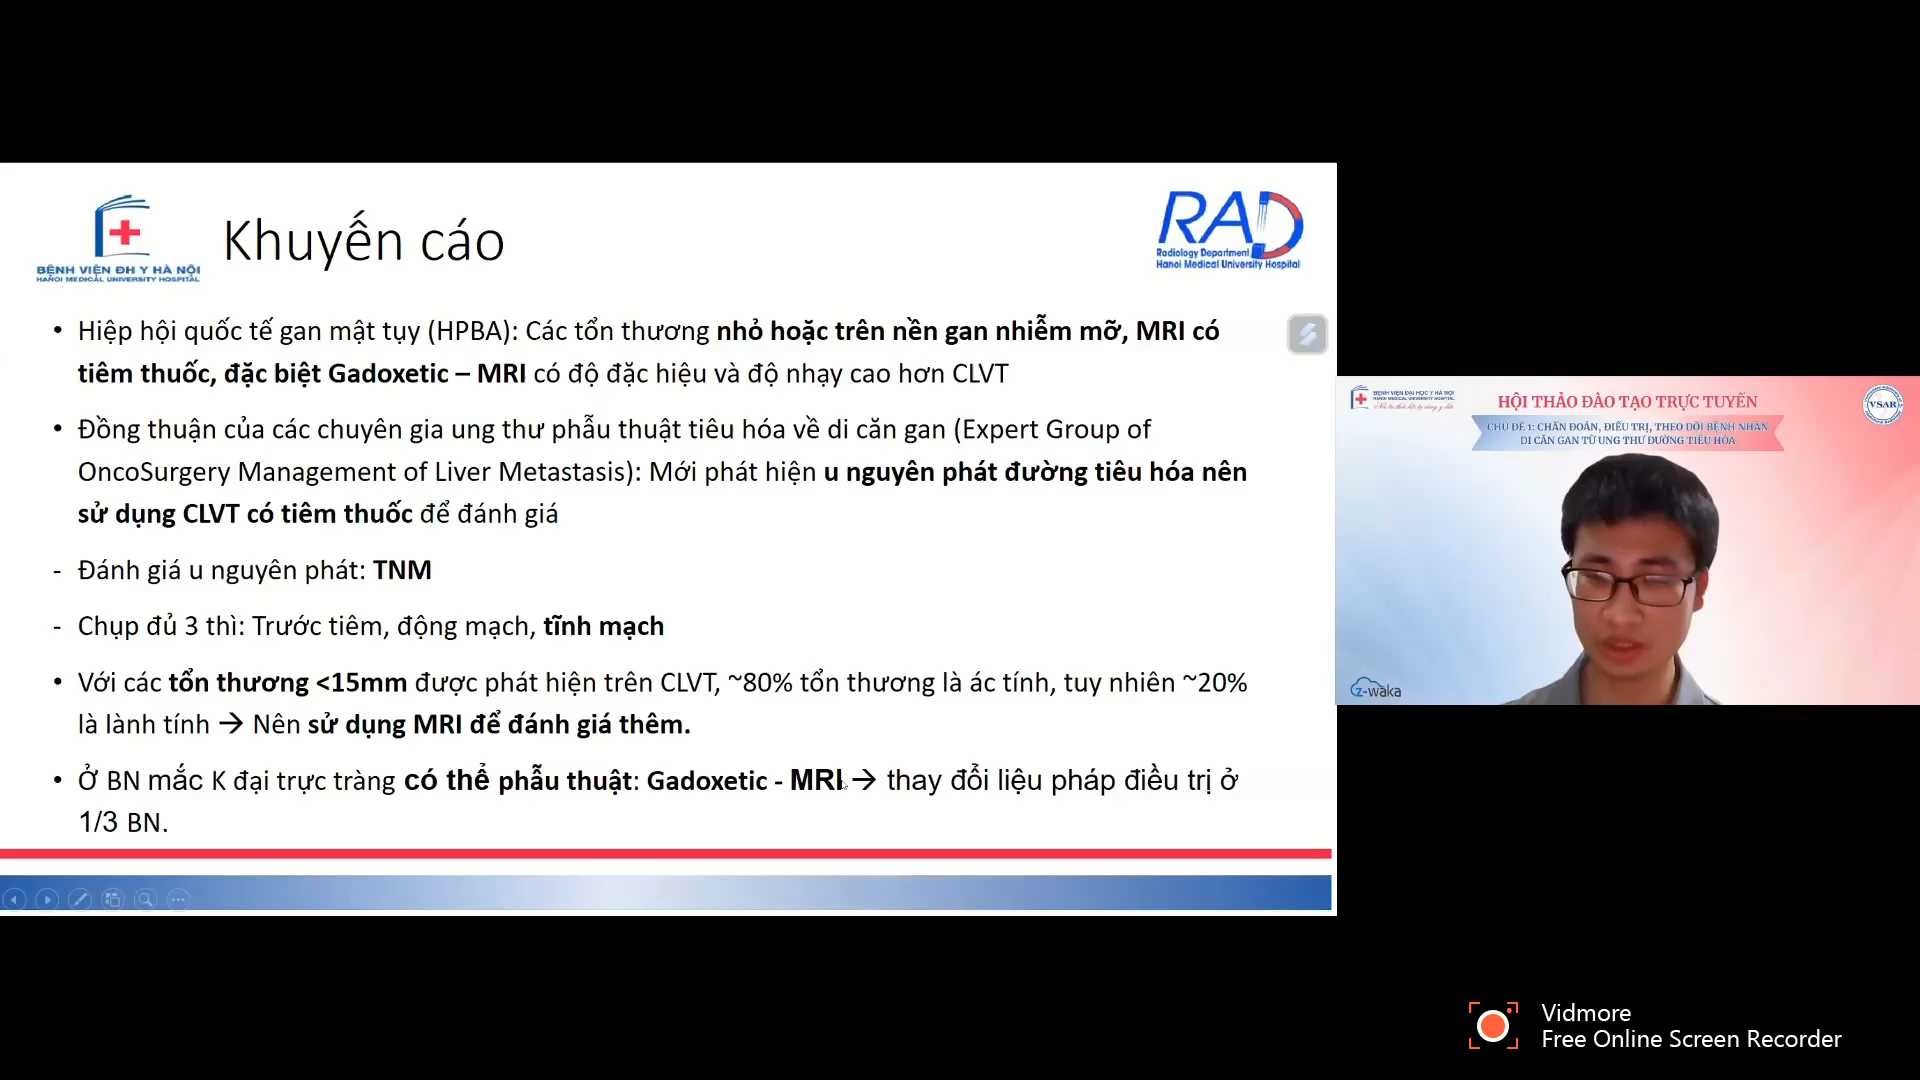 BỆNH VIỆN ĐH Y HÀ NỘI
HANOI MEDICAL UNIVERSITY HOSPITAL
Khuyến cáo
RAD
Radiology Department
Hanoi Medical University Hospital
• Hiệp hội quốc tế gan mật tụy (HPBA): Các tổn thương nhỏ hoặc trên nền gan nhiễm mỡ, MRI có
tiêm thuốc, đặc biệt Gadoxetic – MRI có độ đặc hiệu và độ nhạy cao hơn CLVT
• Đồng thuận của các chuyên gia ung thư phẫu thuật tiêu hóa về di căn gan (Expert Group of
OncoSurgery Management of Liver Metastasis): Mới phát hiện u nguyên phát đường tiêu hóa nên
sử dụng CLVT có tiêm thuốc để đánh giá
- Đánh giá u nguyên phát: TNM
- Chụp đủ 3 thì: Trước tiêm, động mạch, tĩnh mạch
• Với các tổn thương <15mm được phát hiện trên CLVT, ~80% tổn thương là ác tính, tuy nhiên ~20%
là lành tính → Nên sử dụng MRI để đánh giá thêm.
• Ở BN mắc K đại trực tràng có thể phẫu thuật: Gadoxetic - MRI → thay đổi liệu pháp điều trị ở
1/3 BN.
BỆNH VIỆN ĐẠI HỌC Y HÀ NỘI
HANOI MEDICAL UNIVERSITY HOSPITAL
HỘI THẢO ĐÀO TẠO TRỰC TUYẾN
CHỦ ĐỀ 1: CHẨN ĐOÁN, ĐIỀU TRỊ, THEO DÕI BỆNH NHÂN
DI CĂN GAN TỪ UNG THƯ ĐƯỜNG TIÊU HÓA
VSAR
z-waka
Vidmore
Free Online Screen Recorder